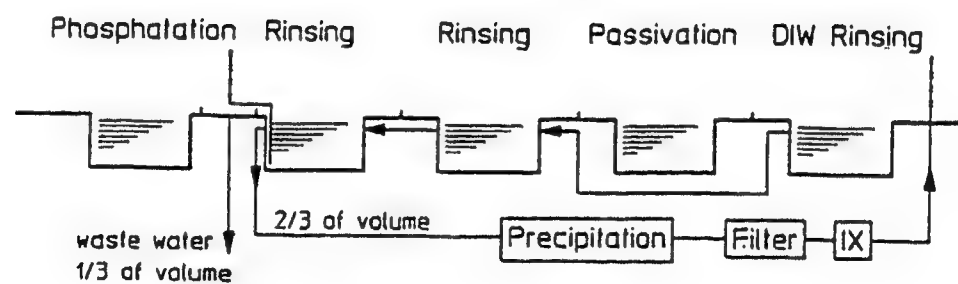 Phosphatation Rinsing Rinsing Passivation DIW Rinsing
2/3 of volume
Precipitation
Filter
IX
waste water
1/3 of volume